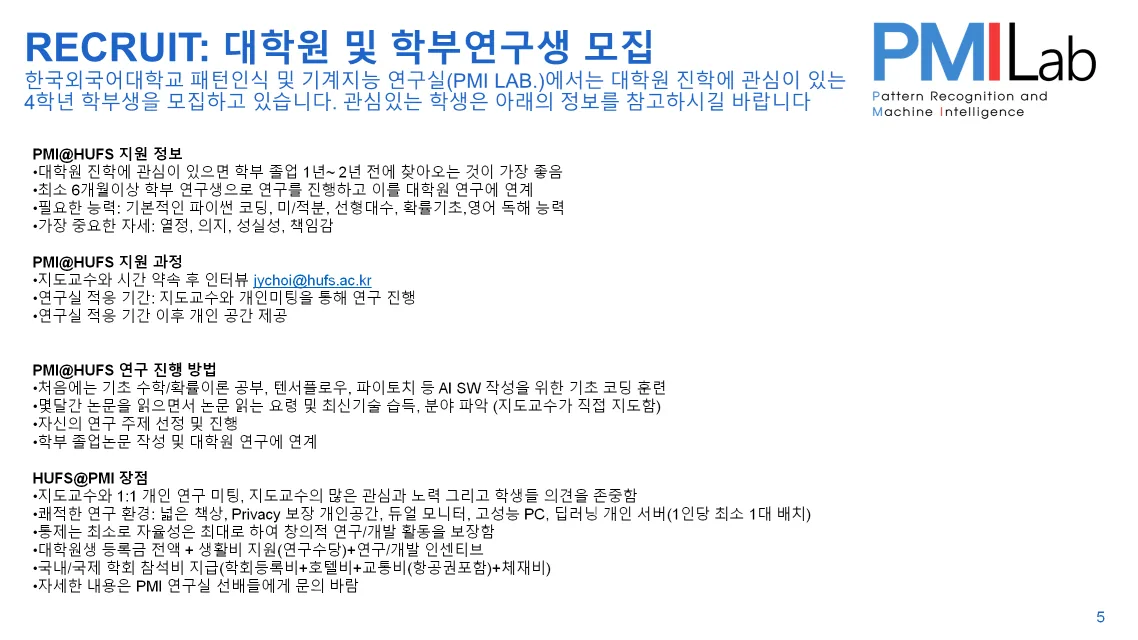 RECRUIT: 대학원 및 학부연구생 모집
한국외국어대학교 패턴인식 및 기계지능 연구실(PMI LAB.)에서는 대학원 진학에 관심이 있는
4학년 학부생을 모집하고 있습니다. 관심있는 학생은 아래의 정보를 참고하시길 바랍니다
PMILab
Pattern Recognition and
Machine Intelligence
PMI@HUFS 지원 정보
•대학원 진학에 관심이 있으면 학부 졸업 1년~ 2년 전에 찾아오는 것이 가장 좋음
•최소 6개월이상 학부 연구생으로 연구를 진행하고 이를 대학원 연구에 연계
•필요한 능력: 기본적인 파이썬 코딩, 미/적분, 선형대수, 확률기초,영어 독해 능력
•가장 중요한 자세: 열정, 의지, 성실성, 책임감
PMI@HUFS 지원 과정
•지도교수와 시간 약속 후 인터뷰 jychoi@hufs.ac.kr
•연구실 적응 기간: 지도교수와 개인미팅을 통해 연구 진행
•연구실 적응 기간 이후 개인 공간 제공
PMI@HUFS 연구 진행 방법
•처음에는 기초 수학/확률이론 공부, 텐서플로우, 파이토치 등 AI SW 작성을 위한 기초 코딩 훈련
•몇달간 논문을 읽으면서 논문 읽는 요령 및 최신기술 습득, 분야 파악 (지도교수가 직접 지도함)
•자신의 연구 주제 선정 및 진행
•학부 졸업논문 작성 및 대학원 연구에 연계
HUFS@PMI 장점
•지도교수와 1:1 개인 연구 미팅, 지도교수의 많은 관심과 노력 그리고 학생들 의견을 존중함
•쾌적한 연구 환경: 넓은 책상, Privacy 보장 개인공간, 듀얼 모니터, 고성능 PC, 딥러닝 개인 서버(1인당 최소 1대 배치)
•통제는 최소로 자율성은 최대로 하여 창의적 연구/개발 활동을 보장함
•대학원생 등록금 전액 + 생활비 지원(연구수당)+연구/개발 인센티브
•국내/국제 학회 참석비 지급(학회등록비+호텔비+교통비(항공권포함)+체재비)
•자세한 내용은 PMI 연구실 선배들에게 문의 바람
5